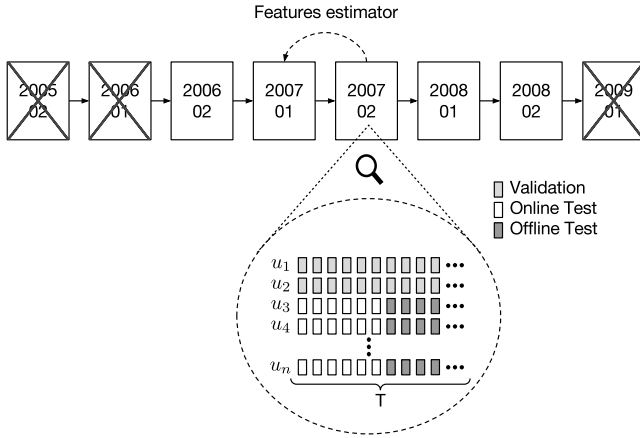 Features estimator
2005 02
2006 01
2006 02
2007 01
2007 02
2008 01
2008 02
2009 01
Validation
Online Test
Offline Test
u1
u2
u3
u4
un
T